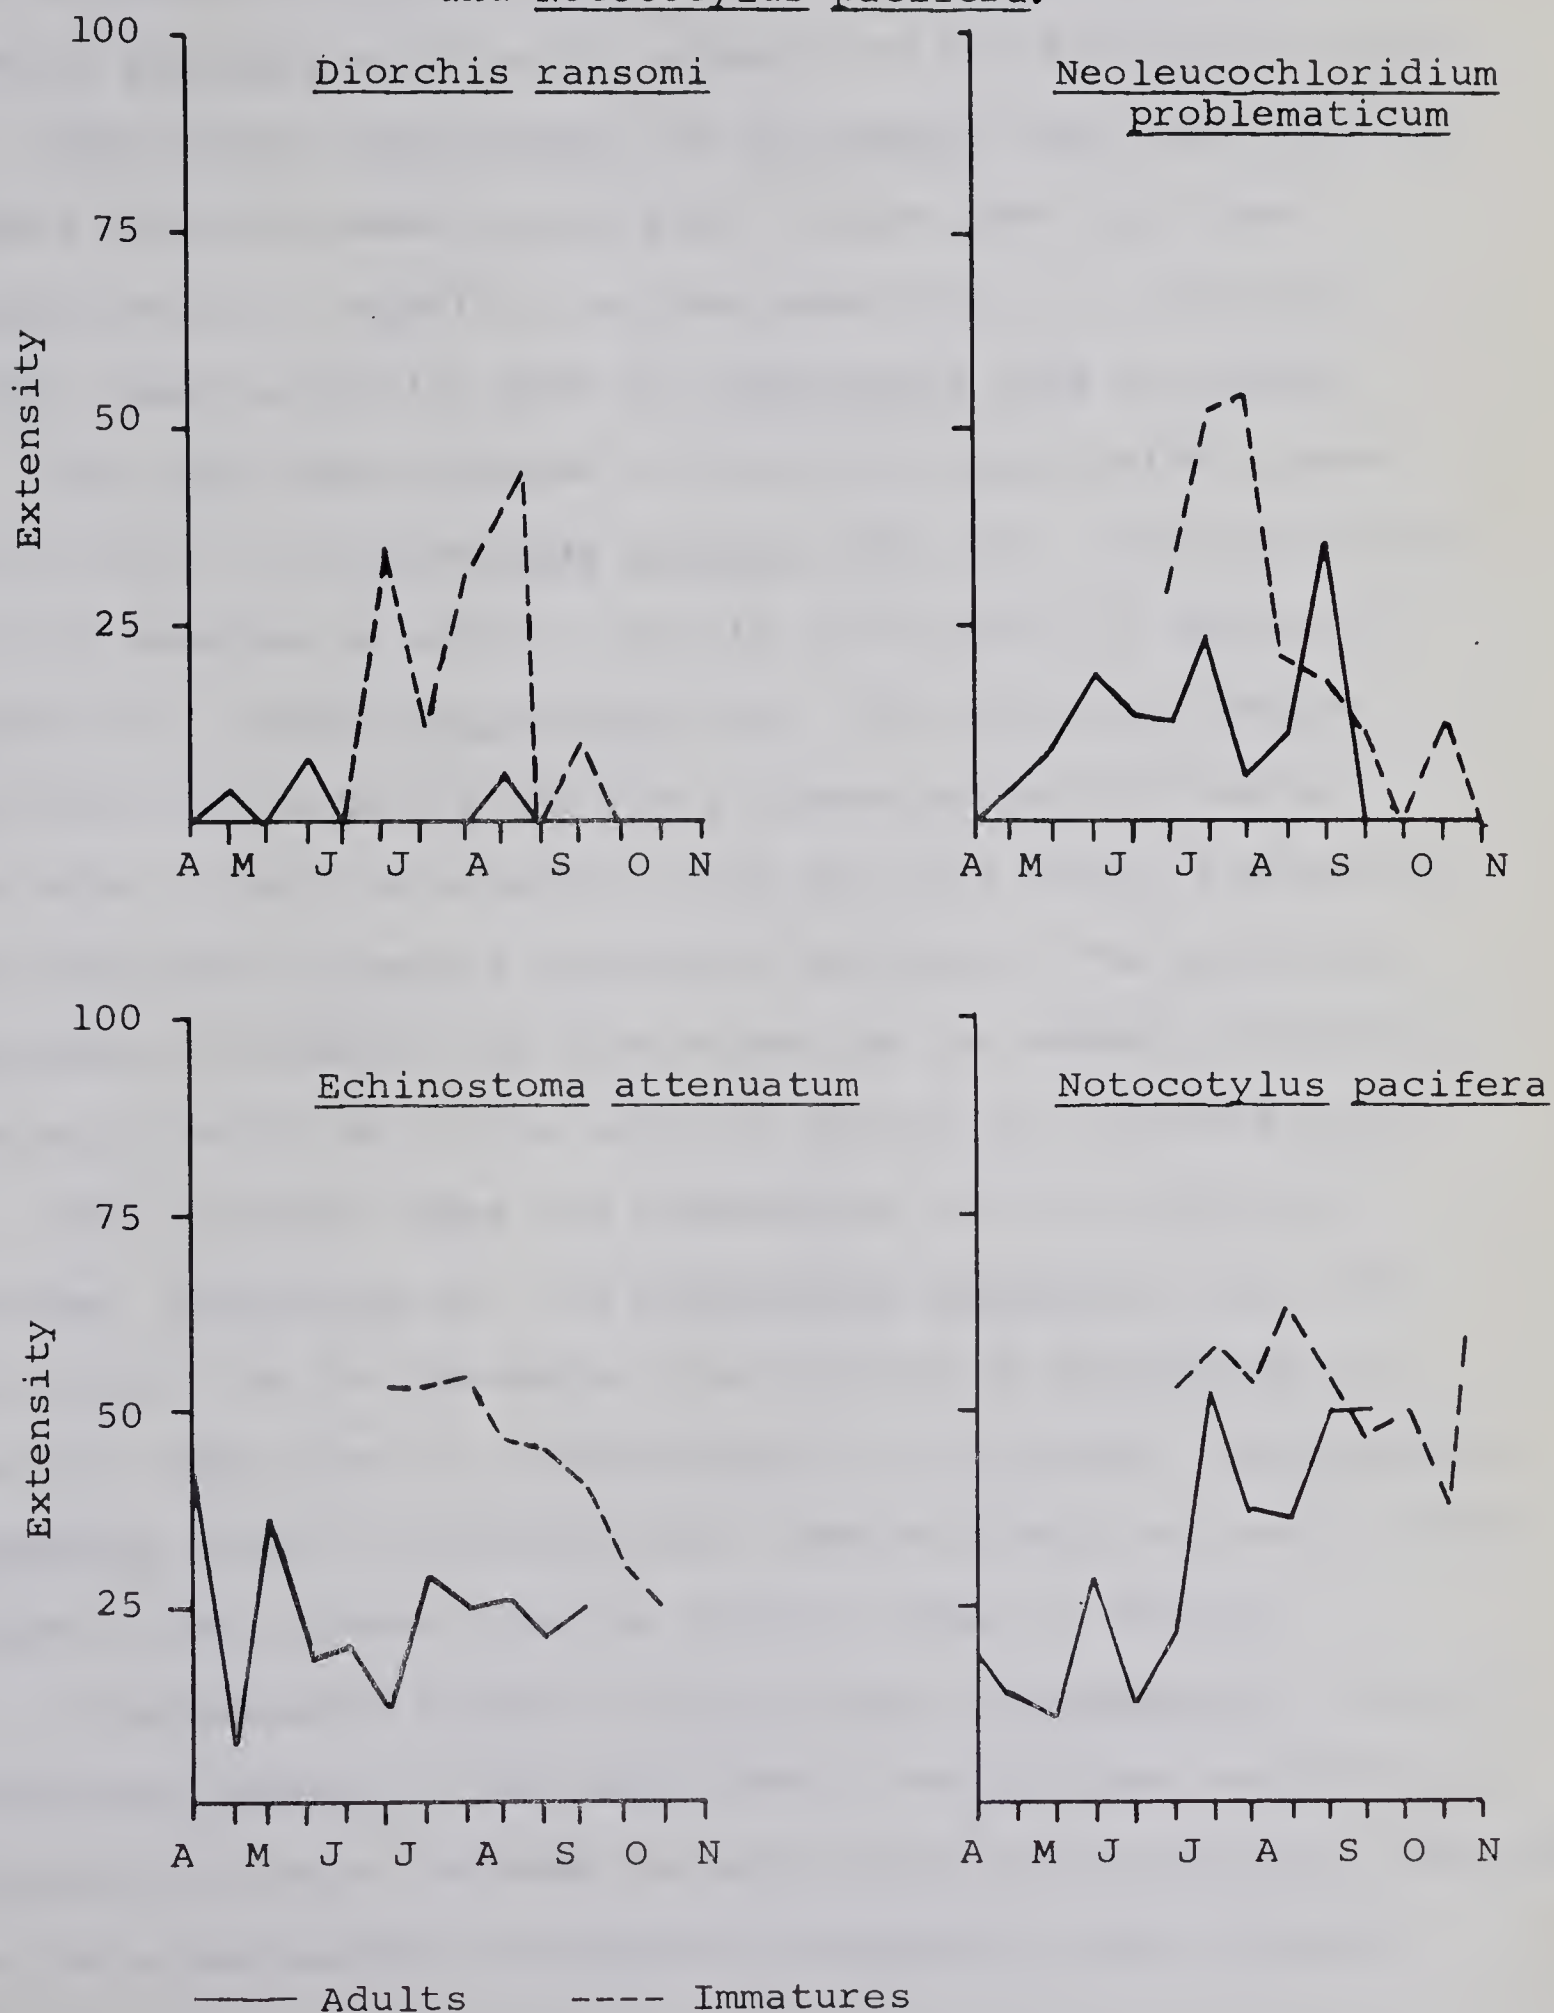 100
Diorchis ransomi
75
50
25
Extensity
A M J J A S O N
Neoleucochloridium
problematicum
A M J J A S O N
100
Echinostoma attenuatum
75
50
25
Extensity
A M J J A S O N
Notocotylus pacifera
A M J J A S O N
Adults Immatures